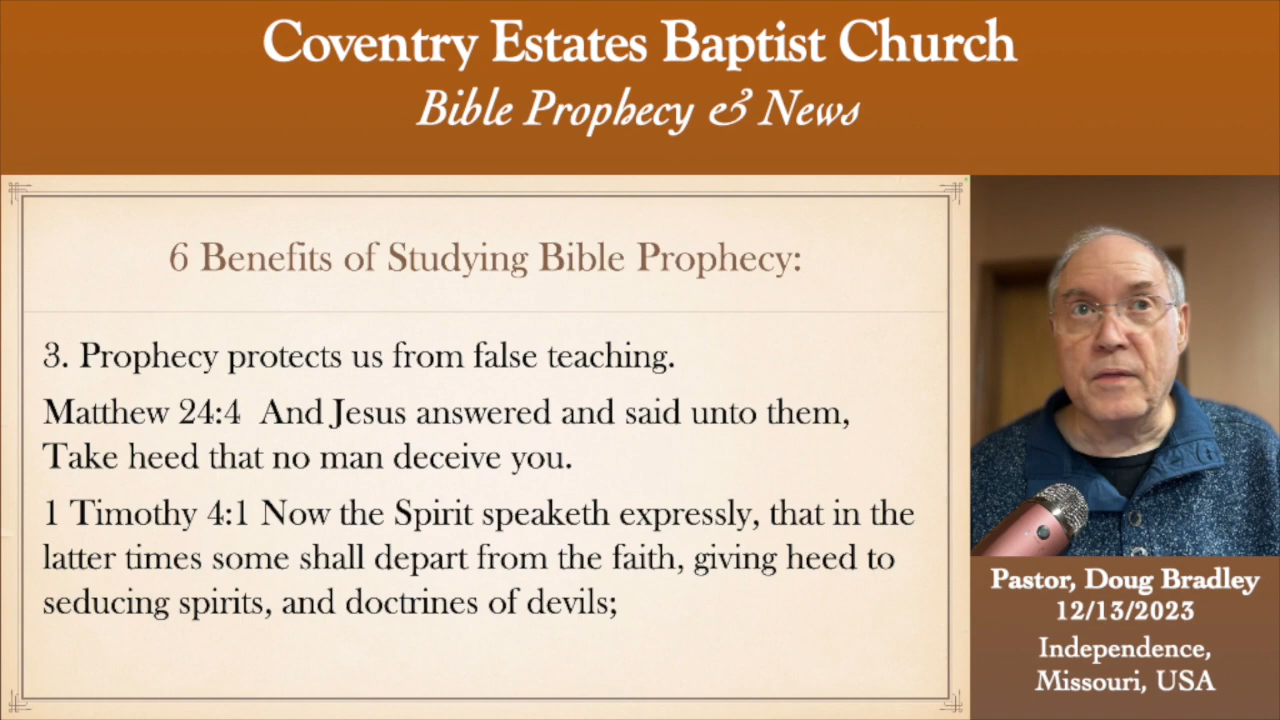 Coventry Estates Baptist Church
Bible Prophecy & News
6 Benefits of Studying Bible Prophecy:
3. Prophecy protects us from false teaching.
Matthew 24:4 And Jesus answered and said unto them,
Take heed that no man deceive you.
1 Timothy 4:1 Now the Spirit speaketh expressly, that in the
latter times some shall depart from the faith, giving heed to
seducing spirits, and doctrines of devils;
Pastor, Doug Bradley
12/13/2023
Independence,
Missouri, USA